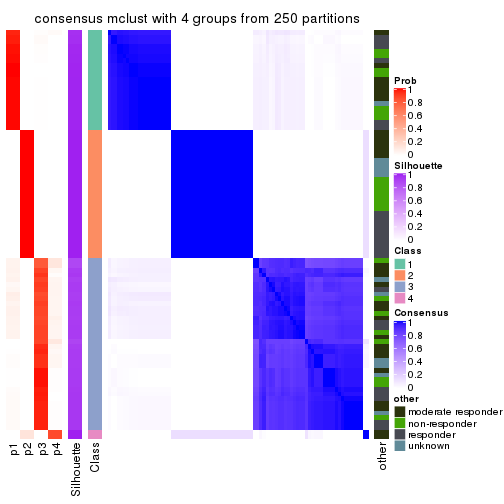 consensus mclust with 4 groups from 250 partitions
Prob
1
0.8
0.6
0.4
0.2
0
Silhouette
1
0.8
0.6
0.4
0.2
0
Class
1
2
3
4
Consensus
1
0.8
0.6
0.4
0.2
0
other
moderate responder
non-responder
responder
unknown
p1
p2
p3
p4
Silhouette
Class
other